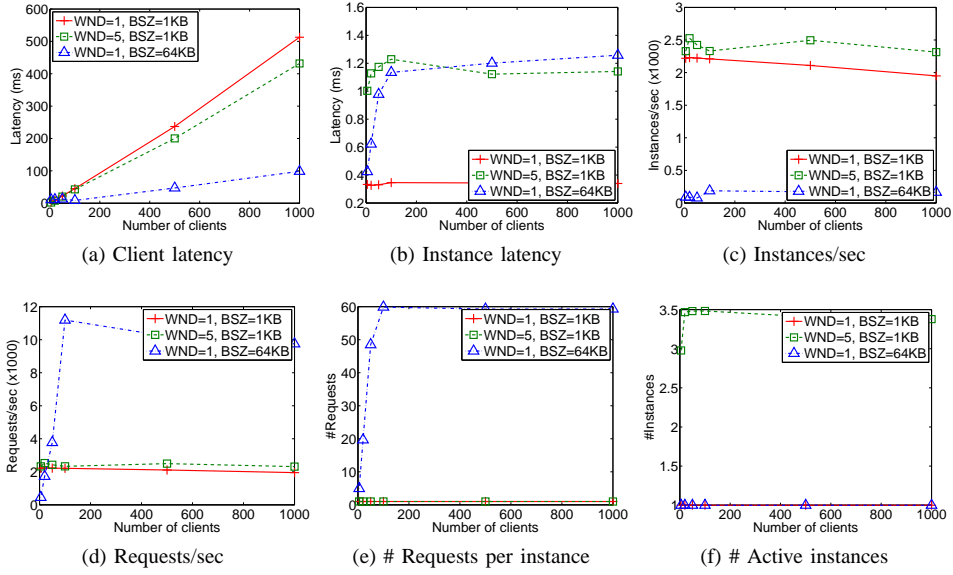 600
500
400
300
200
100
0
Latency (ms)
WND=1, BSZ=1KB
WND=5, BSZ=1KB
WND=1, BSZ=64KB
0 200 400 600 800 1000
Number of clients
(a) Client latency
1.6
1.4
1.2
1
0.8
0.6
0.4
0.2
Latency (ms)
WND=1, BSZ=1KB
WND=5, BSZ=1KB
WND=1, BSZ=64KB
0 200 400 600 800 1000
Number of clients
(b) Instance latency
3
2.5
2
1.5
1
0.5
0
Instances/sec (x1000)
WND=1, BSZ=1KB
WND=5, BSZ=1KB
WND=1, BSZ=64KB
0 200 400 600 800 1000
Number of clients
(c) Instances/sec
12
10
8
6
4
2
0
Requests/sec (x1000)
WND=1, BSZ=1KB
WND=5, BSZ=1KB
WND=1, BSZ=64KB
0 200 400 600 800 1000
Number of clients
(d) Requests/sec
60
50
40
30
20
10
0
#Requests
WND=1, BSZ=1KB
WND=5, BSZ=1KB
WND=1, BSZ=64KB
0 200 400 600 800 1000
Number of clients
(e) # Requests per instance
3.5
3
2.5
2
1.5
1
#Instances
WND=1, BSZ=1KB
WND=5, BSZ=1KB
WND=1, BSZ=64KB
0 200 400 600 800 1000
Number of clients
(f) # Active instances